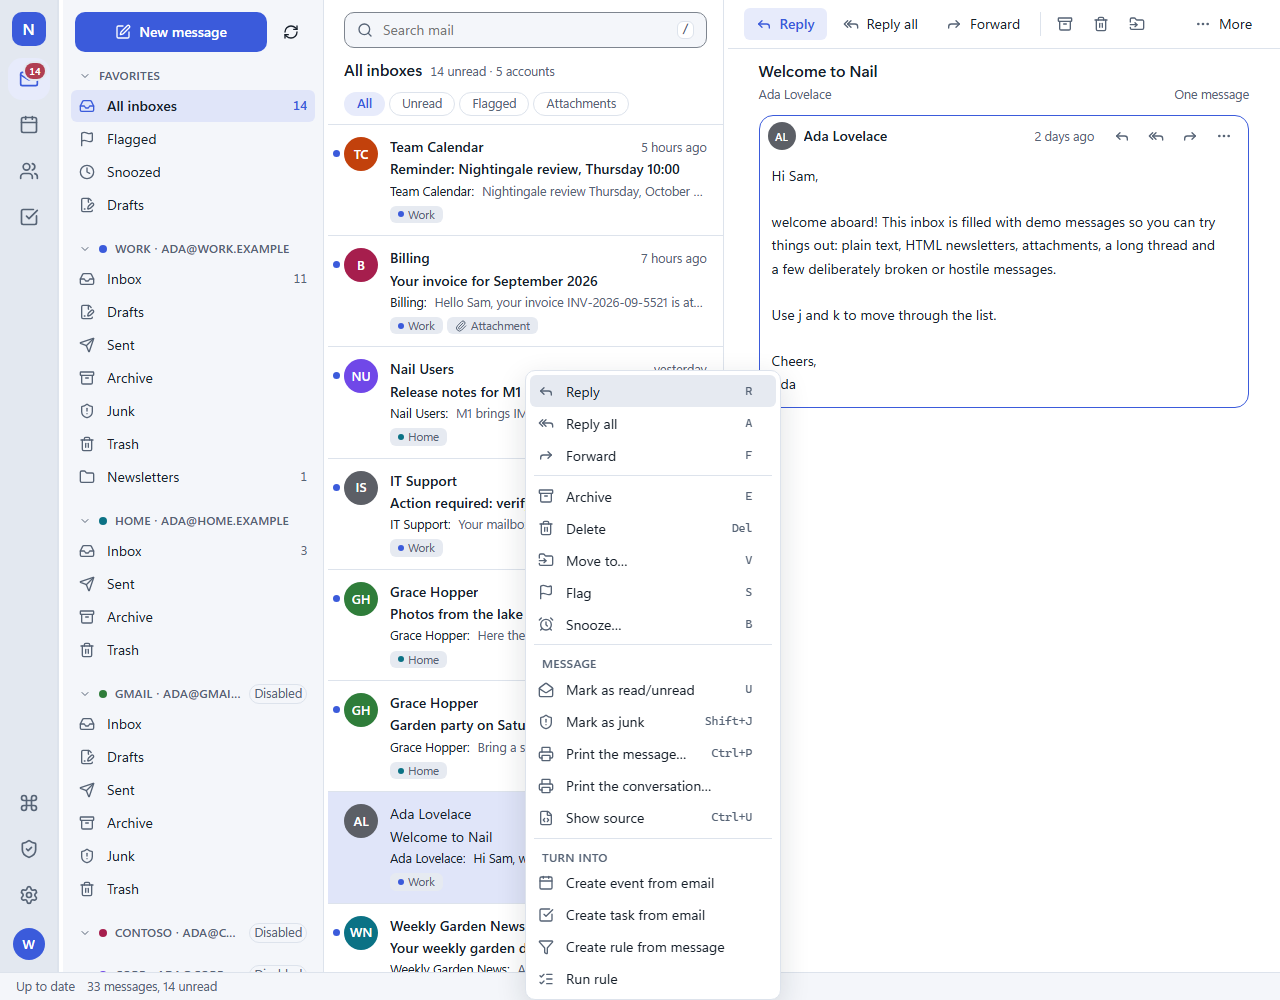 N
14
W
New message
FAVORITES
All inboxes 14
Flagged
Snoozed
Drafts
WORK · ADA@WORK.EXAMPLE
Inbox 11
Drafts
Sent
Archive
Junk
Trash
Newsletters 1
HOME · ADA@HOME.EXAMPLE
Inbox 3
Sent
Archive
Trash
GMAIL · ADA@GMAI... Disabled
Inbox
Drafts
Sent
Archive
Junk
Trash
CONTOSO · ADA@C... Disabled
Up to date 33 messages, 14 unread
Search mail /
All inboxes 14 unread · 5 accounts
All Unread Flagged Attachments
TC Team Calendar 5 hours ago
Reminder: Nightingale review, Thursday 10:00
Team Calendar: Nightingale review Thursday, October ...
Work
B Billing 7 hours ago
Your invoice for September 2026
Billing: Hello Sam, your invoice INV-2026-09-5521 is at...
Work Attachment
NU Nail Users yesterday
Release notes for M1
Nail Users: M1 brings IM
Home
IS IT Support
Action required: verif
IT Support: Your mailbo
Work
GH Grace Hopper
Photos from the lake
Grace Hopper: Here the
Home
GH Grace Hopper
Garden party on Satu
Grace Hopper: Bring a s
Home
AL Ada Lovelace
Welcome to Nail
Ada Lovelace: Hi Sam, w
Work
WN Weekly Garden News
Your weekly garden d
Weekly Garden News: A
Reply Reply all Forward More
Welcome to Nail
Ada Lovelace One message
AL Ada Lovelace 2 days ago
Hi Sam,
welcome aboard! This inbox is filled with demo messages so you can try
things out: plain text, HTML newsletters, attachments, a long thread and
a few deliberately broken or hostile messages.
Use j and k to move through the list.
Cheers,
da
Reply R
Reply all A
Forward F
Archive E
Delete Del
Move to... V
Flag S
Snooze... B
MESSAGE
Mark as read/unread U
Mark as junk Shift+J
Print the message... Ctrl+P
Print the conversation...
Show source Ctrl+U
TURN INTO
Create event from email
Create task from email
Create rule from message
Run rule